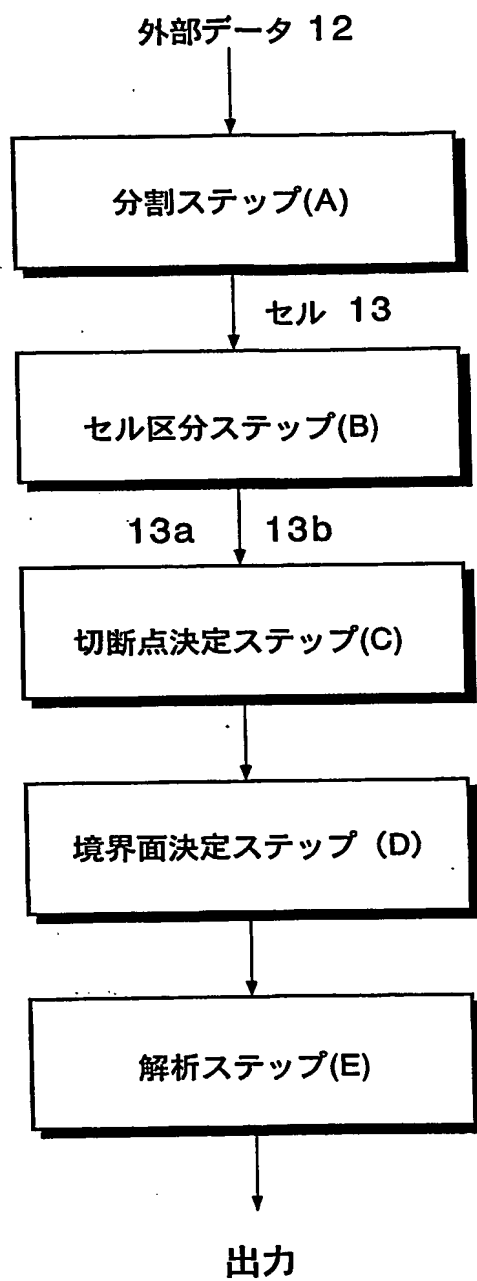 外部データ 12
分割ステップ(A)
セル 13
セル区分ステップ(B)
13a 13b
切断点決定ステップ(C)
境界面決定ステップ (D)
解析ステップ(E)
出力